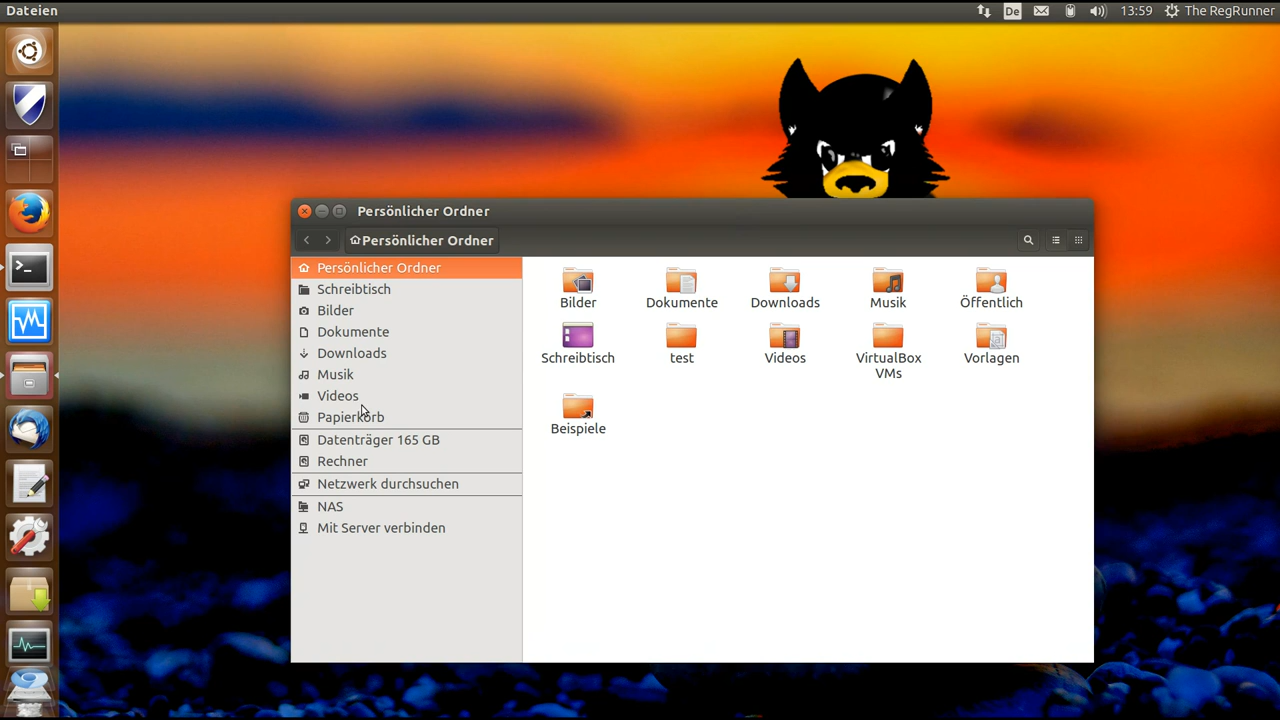 Dateien
De
13:59
The RegRunner
Persönlicher Ordner
Persönlicher Ordner
Persönlicher Ordner
Schreibtisch
Bilder
Dokumente
Downloads
Musik
Videos
Papierkorb
Datenträger 165 GB
Rechner
Netzwerk durchsuchen
NAS
Mit Server verbinden
Bilder
Dokumente
Downloads
Musik
Öffentlich
Schreibtisch
test
Videos
VirtualBox
VMs
Vorlagen
Beispiele